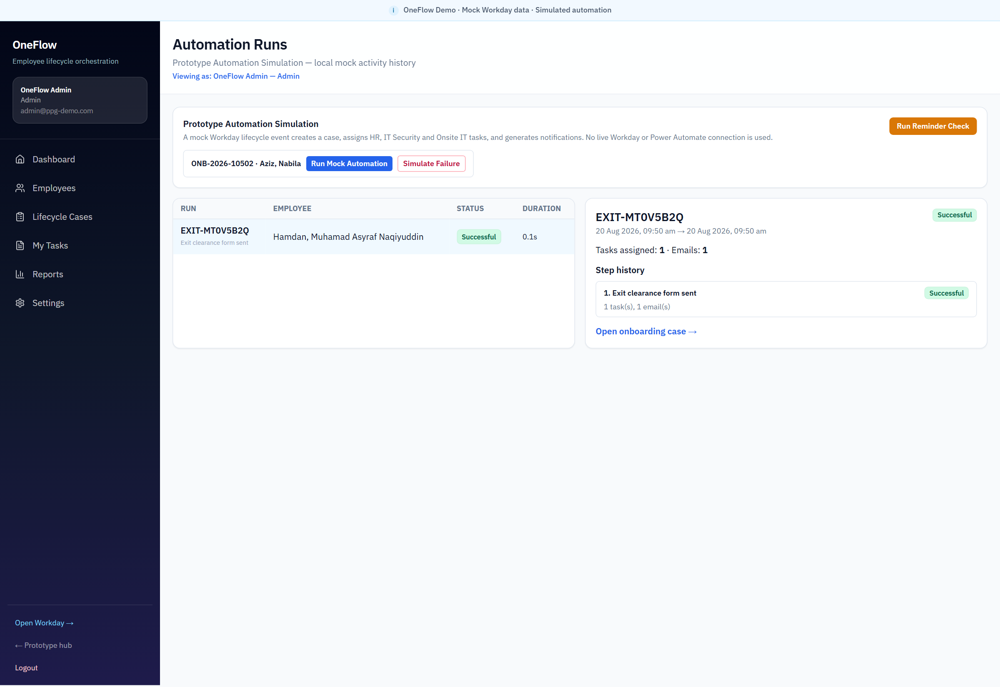 i OneFlow Demo · Mock Workday data · Simulated automation
OneFlow
Employee lifecycle orchestration
OneFlow Admin
Admin
admin@ppg-demo.com
Dashboard
Employees
Lifecycle Cases
My Tasks
Reports
Settings
Open Workday →
← Prototype hub
Logout
Automation Runs
Prototype Automation Simulation — local mock activity history
Viewing as: OneFlow Admin — Admin
Prototype Automation Simulation
A mock Workday lifecycle event creates a case, assigns HR, IT Security and Onsite IT tasks, and generates notifications. No live Workday or Power Automate connection is used.
Run Reminder Check
ONB-2026-10502 · Aziz, Nabila Run Mock Automation Simulate Failure
RUN EMPLOYEE STATUS DURATION
EXIT-MT0V5B2Q
Exit clearance form sent
Hamdan, Muhamad Asyraf Naqiyuddin Successful 0.1s
EXIT-MT0V5B2Q Successful
20 Aug 2026, 09:50 am → 20 Aug 2026, 09:50 am
Tasks assigned: 1 · Emails: 1
Step history
1. Exit clearance form sent Successful
1 task(s), 1 email(s)
Open onboarding case →